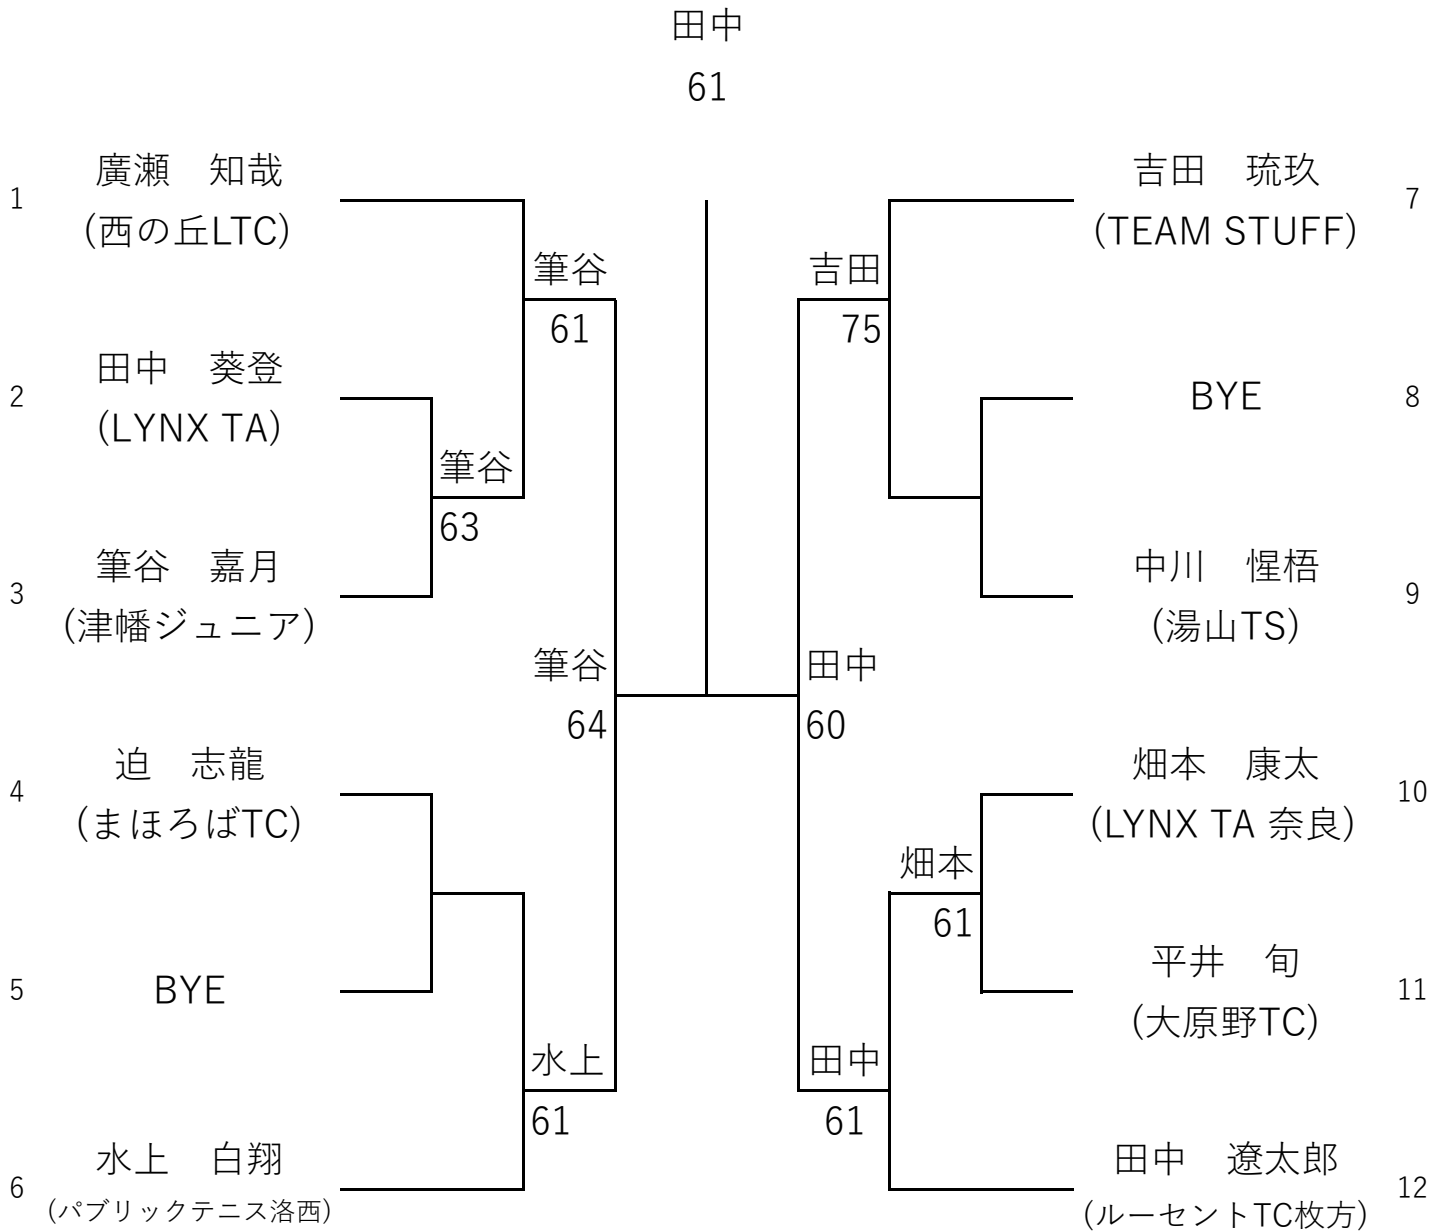 田中
61
1
廣瀬　知哉
(西の丘LTC)
2
田中　葵登
(LYNX TA)
3
筆谷　嘉月
(津幡ジュニア)
4
迫　志龍
(まほろばTC)
5
BYE
6
水上　白翔
(パブリックテニス洛西)
筆谷
63
筆谷
61
水上
61
筆谷
64
田中
60
吉田
75
田中
61
畑本
61
吉田　琉玖
(TEAM STUFF)
7
BYE
8
中川　惺梧
(湯山TS)
9
畑本　康太
(LYNX TA 奈良)
10
平井　旬
(大原野TC)
11
田中　遼太郎
(ルーセントTC枚方)
12